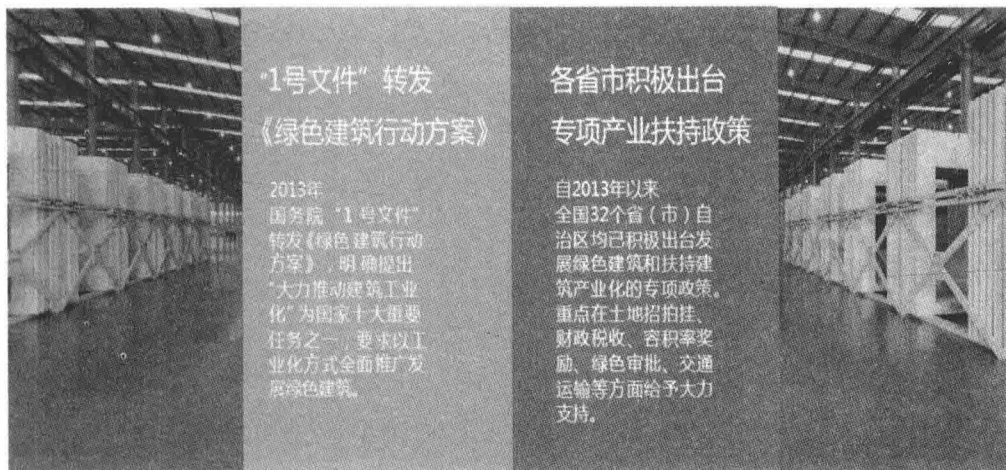 “1号文件”转发
《绿色建筑行动方案》
2013年
国务院“1号文件”
转发《绿色建筑行动
方案》，明确提出
“大力推动建筑工业
化”为国家十大重要
任务之一，要求以工
业化方式全面推广发
展绿色建筑。
各省市积极出台
专项产业扶持政策
自2013年以来
全国32个省（市）自
治区均已积极出台发
展绿色建筑和扶持建
筑产业化的专项政策。
重点在土地招拍挂、
财政税收、容积率奖
励、绿色审批、交通
运输等方面给予大力
支持。